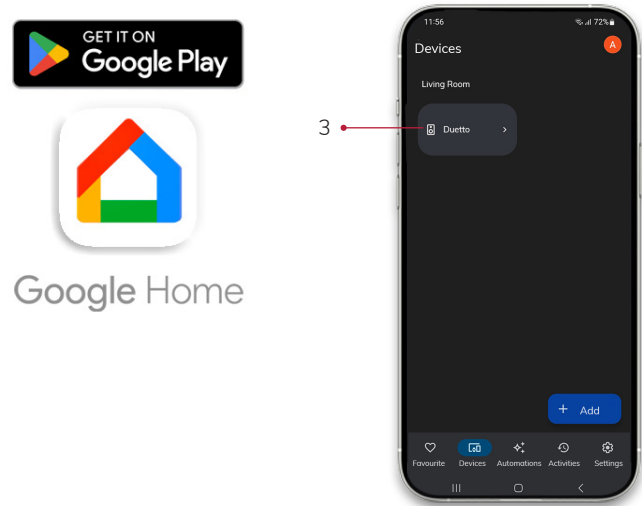 GET IT ON
Google Play
Google Home
3
11:56
72%
Devices
A
Living Room
Duetto
+ Add
Favourite Devices Automations Activities Settings